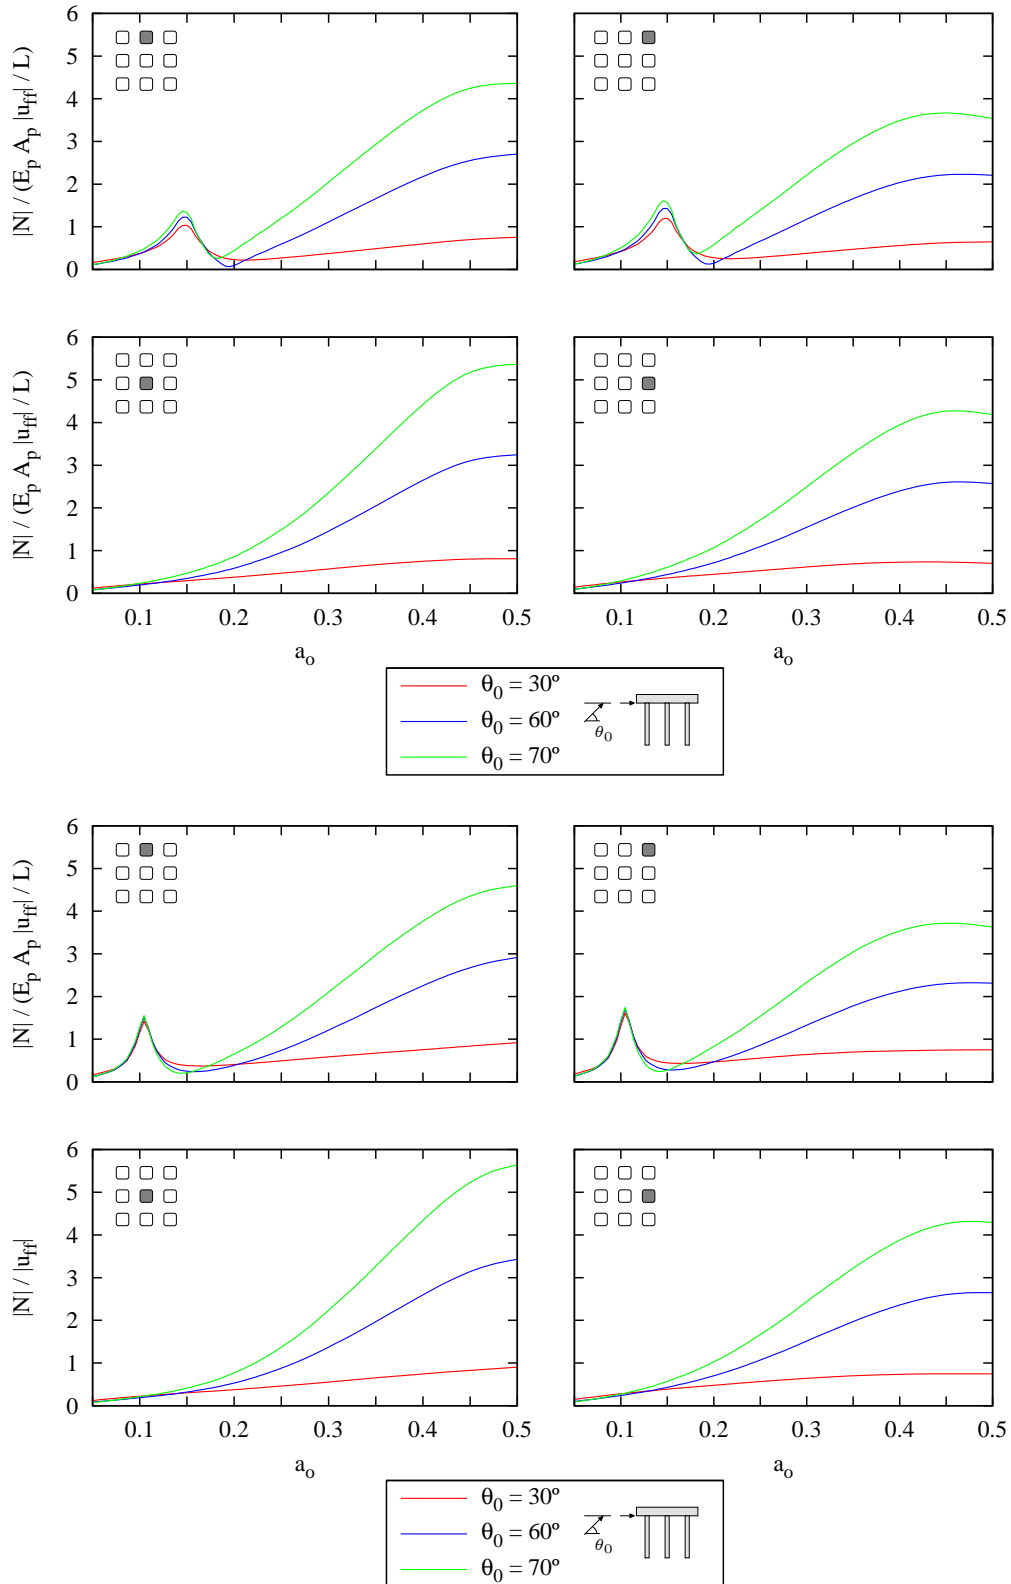 |N| / (E_p A_p |u_ff| / L)
6
5
4
3
2
1
0
|N| / (E_p A_p |u_ff| / L)
6
5
4
3
2
1
0
0.1 0.2 0.3 0.4 0.5
0.1 0.2 0.3 0.4 0.5
a_o
a_o
θ_0 = 30º
θ_0 = 60º
θ_0 = 70º
θ_0
|N| / (E_p A_p |u_ff| / L)
6
5
4
3
2
1
0
|N| / |u_ff|
6
5
4
3
2
1
0
0.1 0.2 0.3 0.4 0.5
0.1 0.2 0.3 0.4 0.5
a_o
a_o
θ_0 = 30º
θ_0 = 60º
θ_0 = 70º
θ_0